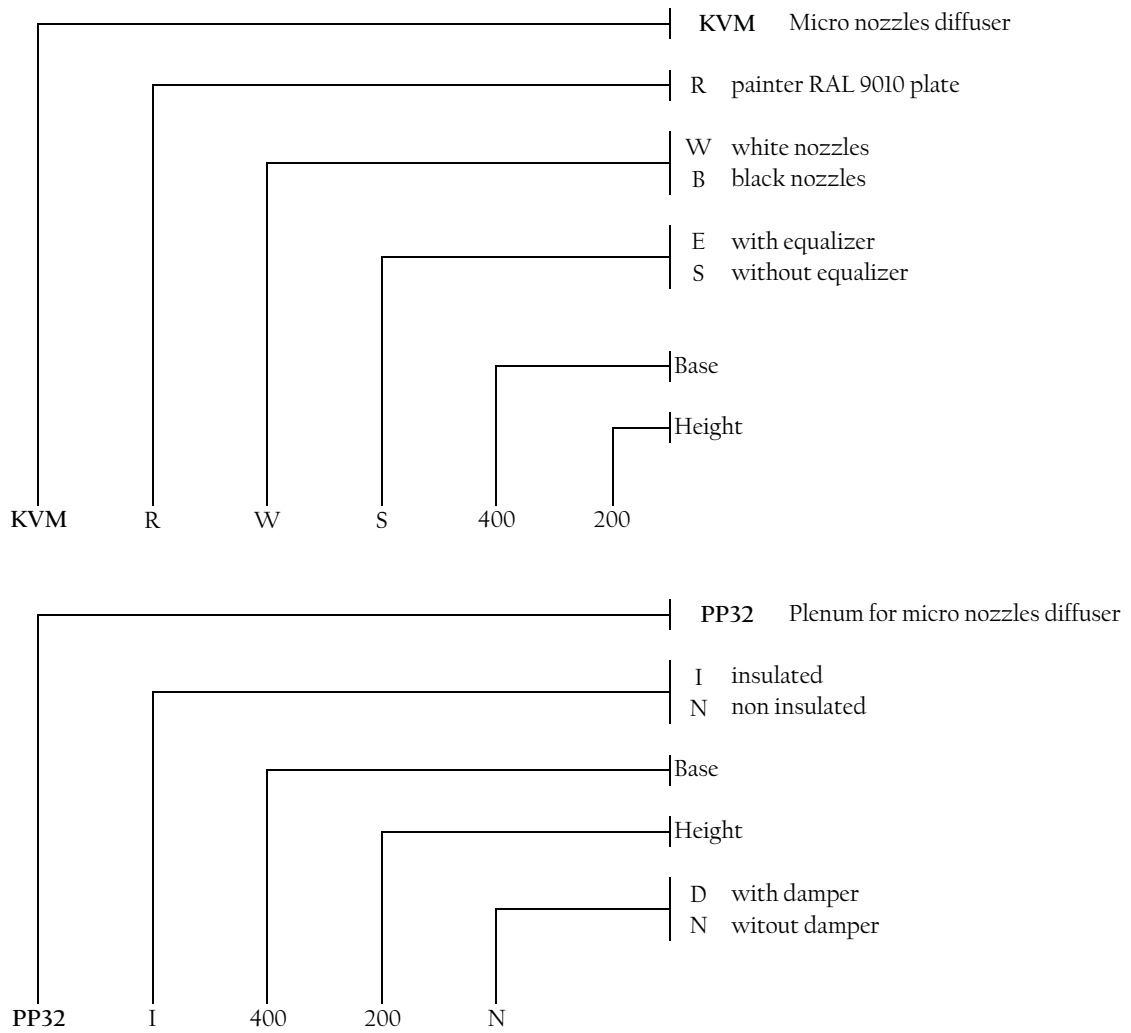 KVM Micro nozzles diffuser
R painter RAL 9010 plate
W white nozzles
B black nozzles
E with equalizer
S without equalizer
Base
Height
KVM R W S 400 200
PP32 Plenum for micro nozzles diffuser
I insulated
N non insulated
Base
Height
D with damper
N witout damper
PP32 I 400 200 N